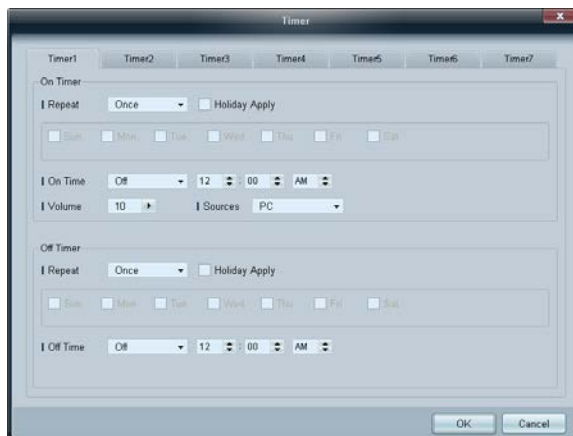 Timer
x
Timer1 Timer2 Timer3 Timer4 Timer5 Timer6 Timer7
On Timer
Repeat Once Holiday Apply
Sun Mon Tue Wed Thu Fri Sat
On Time Off 12 : 00 AM
Volume 10 Sources PC
Off Timer
Repeat Once Holiday Apply
Sun Mon Tue Wed Thu Fri Sat
Off Time Off 12 : 00 AM
OK Cancel